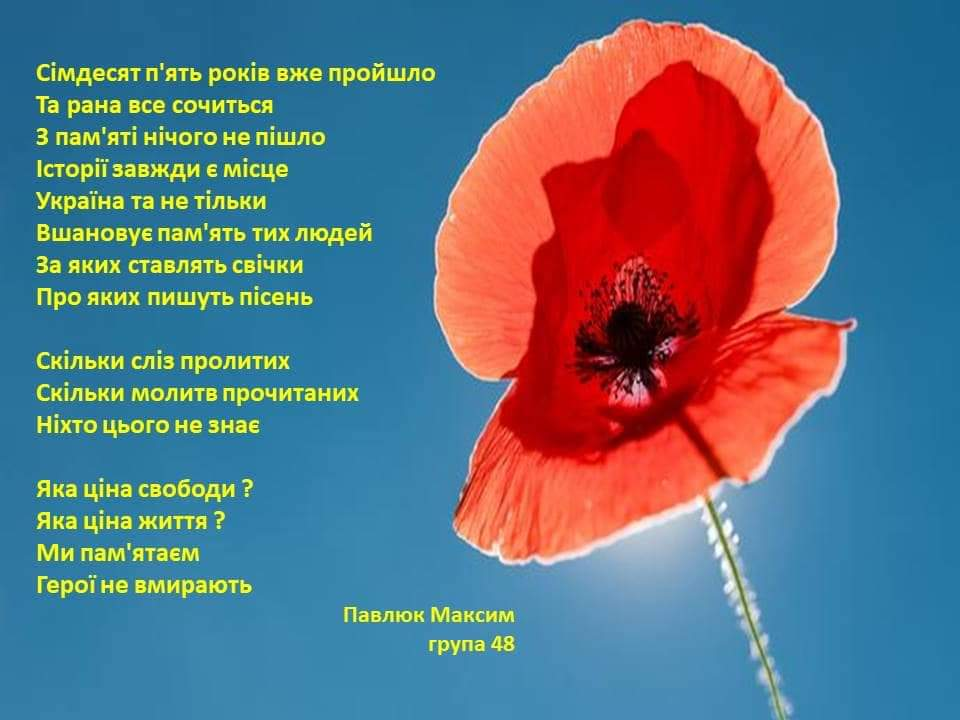 Сімдесят п'ять років вже пройшло
Та рана все сочиться
З пам'яті нічого не пішло
Історії завжди є місце
Україна та не тільки
Вшановує пам'ять тих людей
За яких ставлять свічки
Про яких пишуть пісень
Скільки сліз пролитих
Скільки молитв прочитаних
Ніхто цього не знає
Яка ціна свободи ?
Яка ціна життя ?
Ми пам'ятаєм
Герої не вмирають
Павлюк Максим
група 48